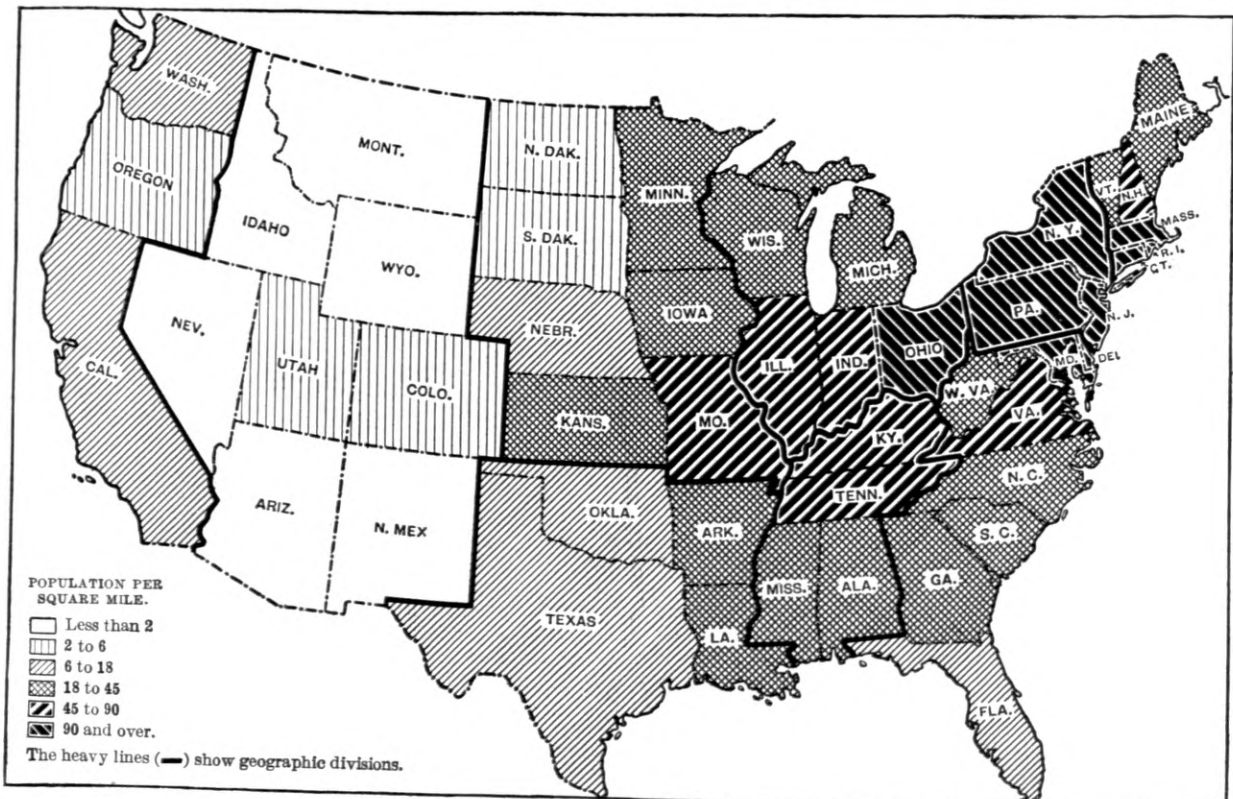 WASH.
MONT.
N. DAK.
MINN.
MAINE
OREGON
IDAHO
S. DAK.
WIS.
MICH.
VT.
N.H.
N.Y.
MASS.
R. I.
CT.
WYO.
NEBR.
IOWA
PA.
N. J.
NEV.
UTAH
COLO.
ILL.
IND.
OHIO
MD.
DEL
CAL.
KANS.
MO.
W. VA.
VA.
KY.
ARIZ.
N. MEX
OKLA.
ARK.
TENN.
N.C.
S.C.
TEXAS
LA.
MISS.
ALA.
GA.
FLA.
POPULATION PER
SQUARE MILE.
Less than 2
2 to 6
6 to 18
18 to 45
45 to 90
90 and over.
The heavy lines (▬) show geographic divisions.